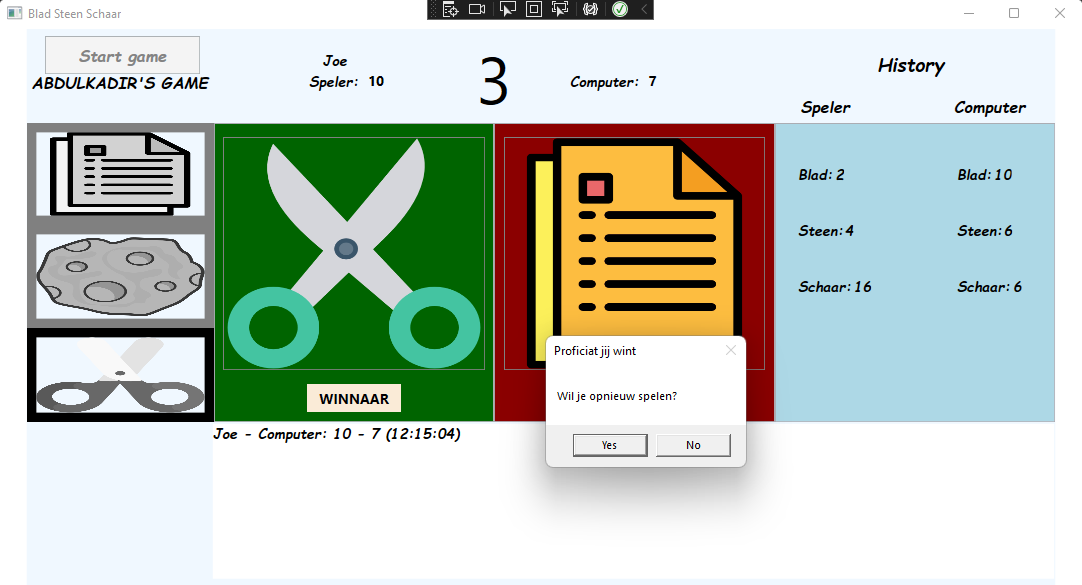 Blad Steen Schaar
Start game
ABDULKADIR'S GAME
Joe
Speler: 10
3
Computer: 7
History
Speler Computer
Blad: 2 Blad: 10
Steen: 4 Steen: 6
Schaar: 16 Schaar: 6
WINNAAR
Proficiat jij wint
Wil je opnieuw spelen?
Yes No
Joe - Computer: 10 - 7 (12:15:04)